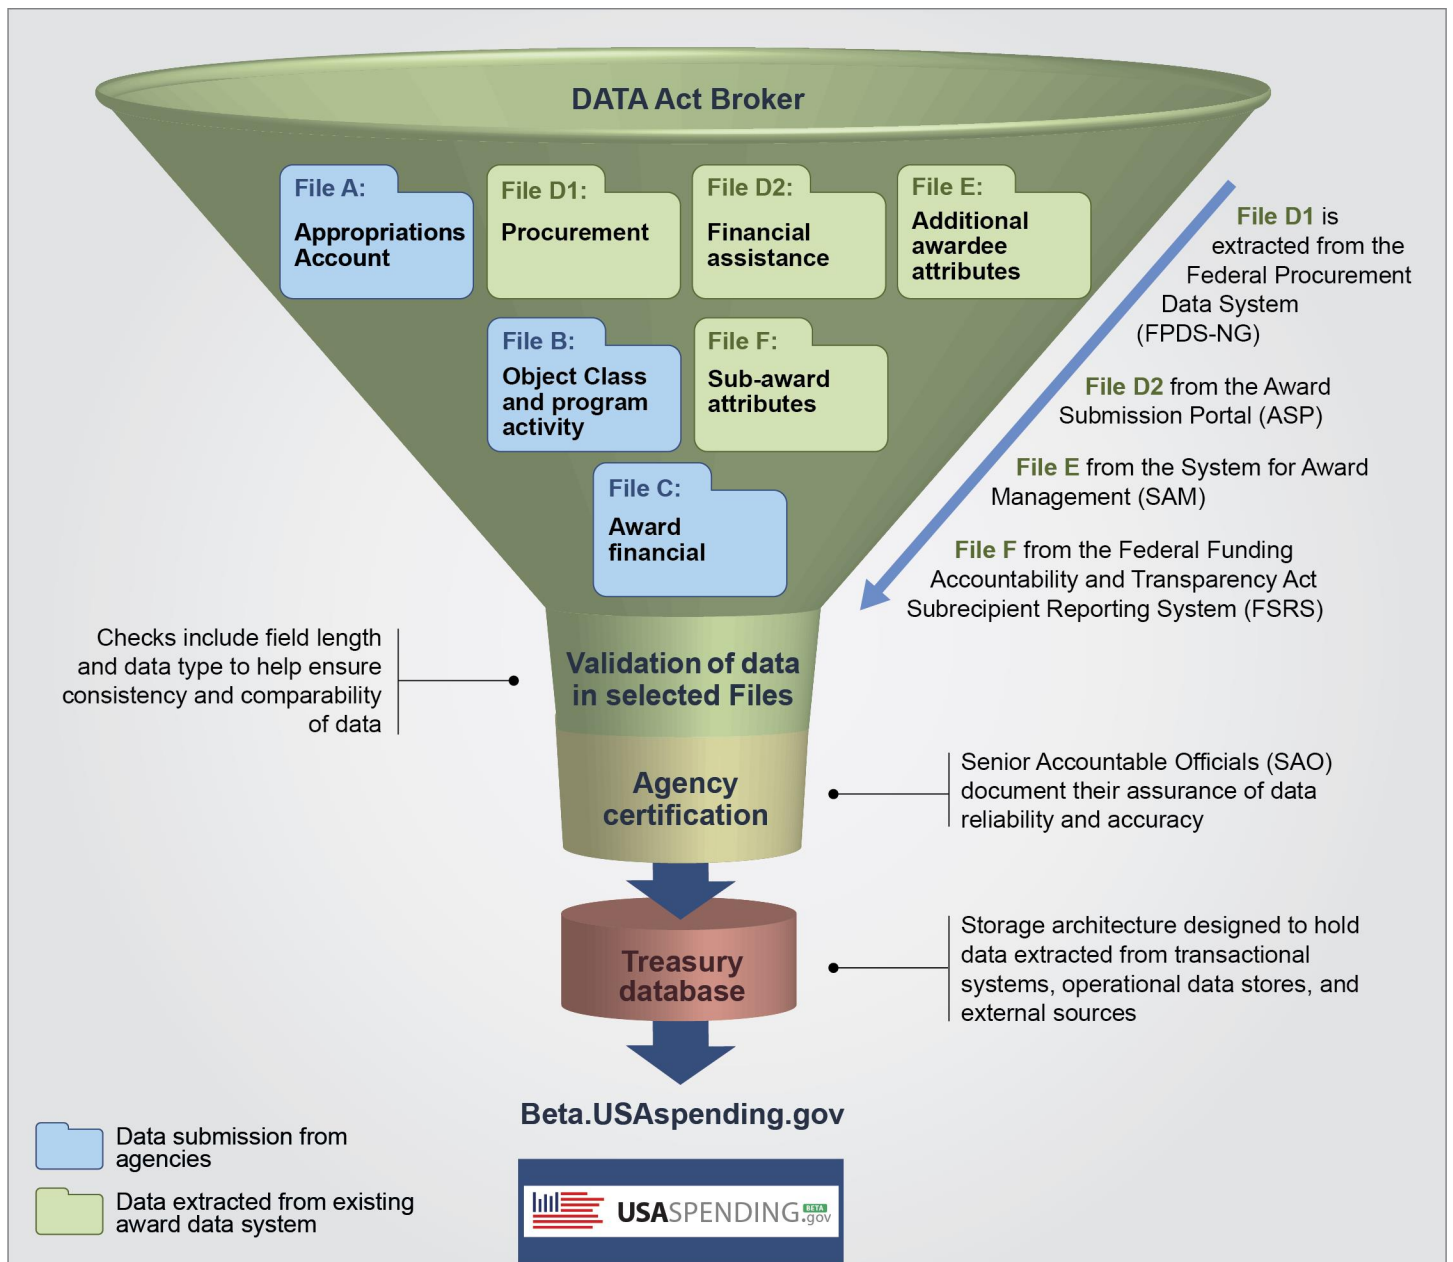 DATA Act Broker
File A:
Appropriations
Account
File D1:
Procurement
File D2:
Financial
assistance
File E:
Additional
awardee
attributes
File B:
Object Class
and program
activity
File F:
Sub-award
attributes
File C:
Award
financial
File D1 is
extracted from the
Federal Procurement
Data System
(FPDS-NG)
File D2 from the Award
Submission Portal (ASP)
File E from the System for Award
Management (SAM)
File F from the Federal Funding
Accountability and Transparency Act
Subrecipient Reporting System (FSRS)
Checks include field length
and data type to help ensure
consistency and comparability
of data
Validation of data
in selected Files
Agency
certification
Senior Accountable Officials (SAO)
document their assurance of data
reliability and accuracy
Treasury
database
Storage architecture designed to hold
data extracted from transactional
systems, operational data stores, and
external sources
Beta.USAspending.gov
Data submission from
agencies
Data extracted from existing
award data system
USASPENDING.gov
BETA